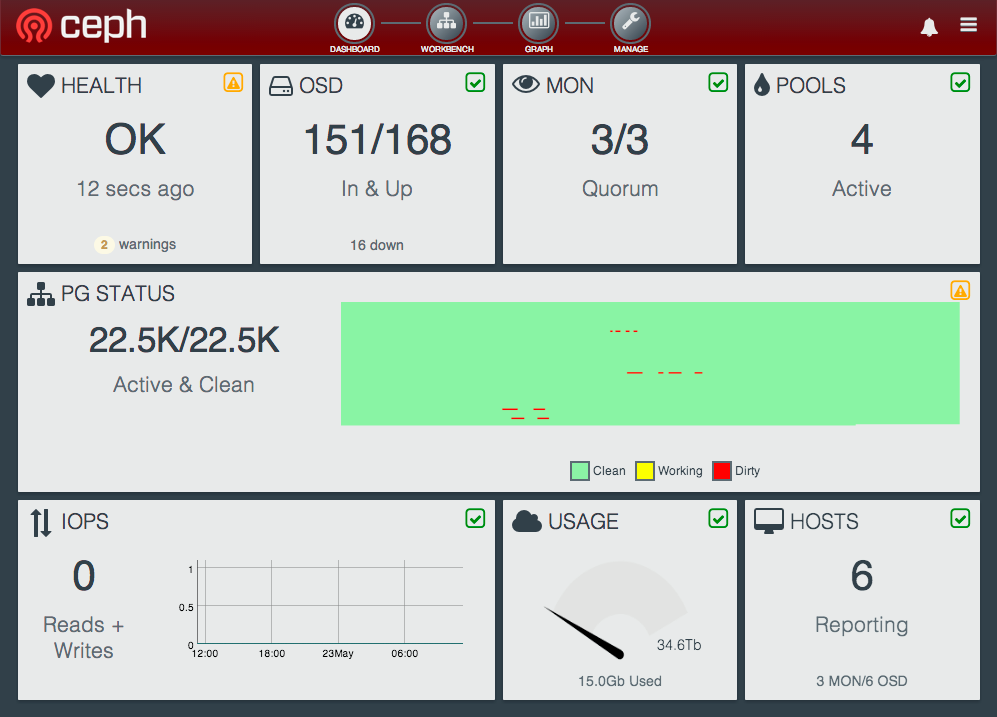 ceph
DASHBOARD
WORKBENCH
GRAPH
MANAGE
HEALTH
OK
12 secs ago
2 warnings
OSD
151/168
In & Up
16 down
MON
3/3
Quorum
POOLS
4
Active
PG STATUS
22.5K/22.5K
Active & Clean
Clean
Working
Dirty
IOPS
0
Reads +
Writes
1
0.5
0
12:00
18:00
23May
06:00
USAGE
34.6Tb
15.0Gb Used
HOSTS
6
Reporting
3 MON/6 OSD